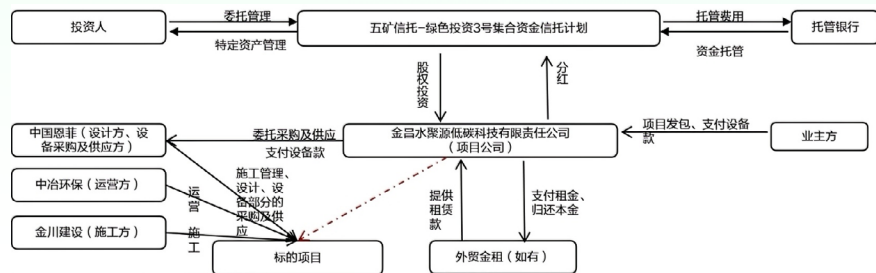 投资人
委托管理
特定资产管理
五矿信托-绿色投资3号集合资金信托计划
托管费用
资金托管
托管银行
股权投资
分红
中国恩菲（设计方、设
备采购及供应方）
委托采购及供应
支付设备款
金昌水聚源低碳科技有限责任公司
（项目公司）
项目发包、支付设备
款
业主方
中冶环保（运营方）
运营
施工管理、
设计、设
备部分的
采购及供
应
提供
租赁
款
支付租金、
归还本金
金川建设（施工方）
施工
标的项目
外贸金租（如有）